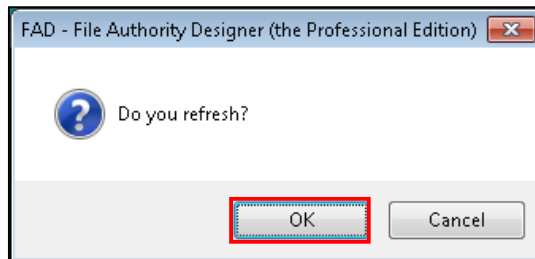 FAD - File Authority Designer (the Professional Edition)
Do you refresh?
OK
Cancel